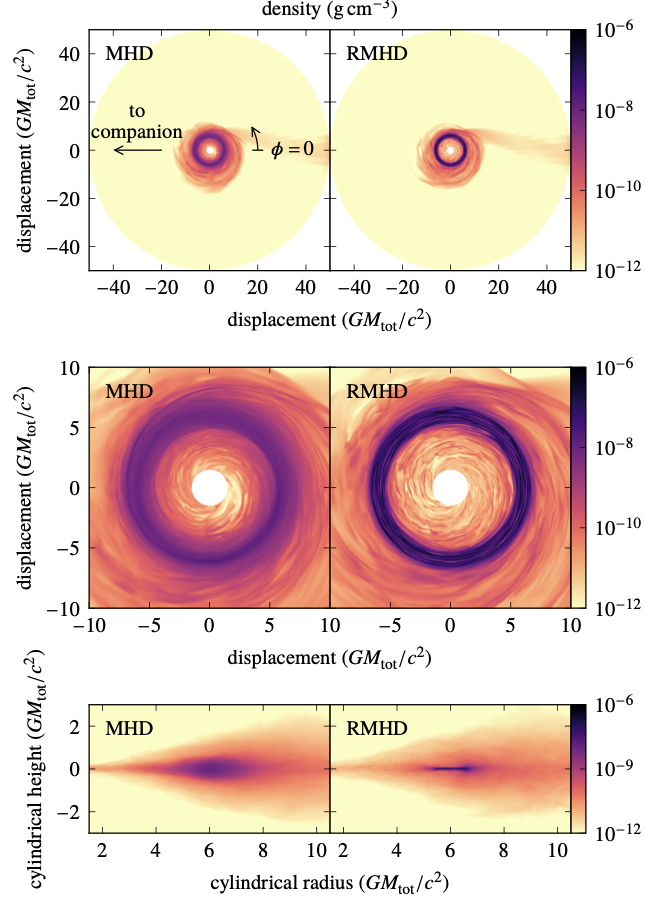 density (g cm⁻³)
displacement (GM_tot/c²)
40
20
0
−20
−40
MHD
to
companion
ϕ = 0
RMHD
10⁻⁶
10⁻⁸
10⁻¹⁰
10⁻¹²
−40 −20 0 20 40
−40 −20 0 20 40
displacement (GM_tot/c²)
displacement (GM_tot/c²)
10
5
0
−5
−10
MHD
RMHD
10⁻⁶
10⁻⁸
10⁻¹⁰
10⁻¹²
−10 −5 0 5 10
−5 0 5 10
displacement (GM_tot/c²)
cylindrical height (GM_tot/c²)
2
0
−2
MHD
RMHD
10⁻⁶
10⁻⁹
10⁻¹²
2 4 6 8 10
2 4 6 8 10
cylindrical radius (GM_tot/c²)